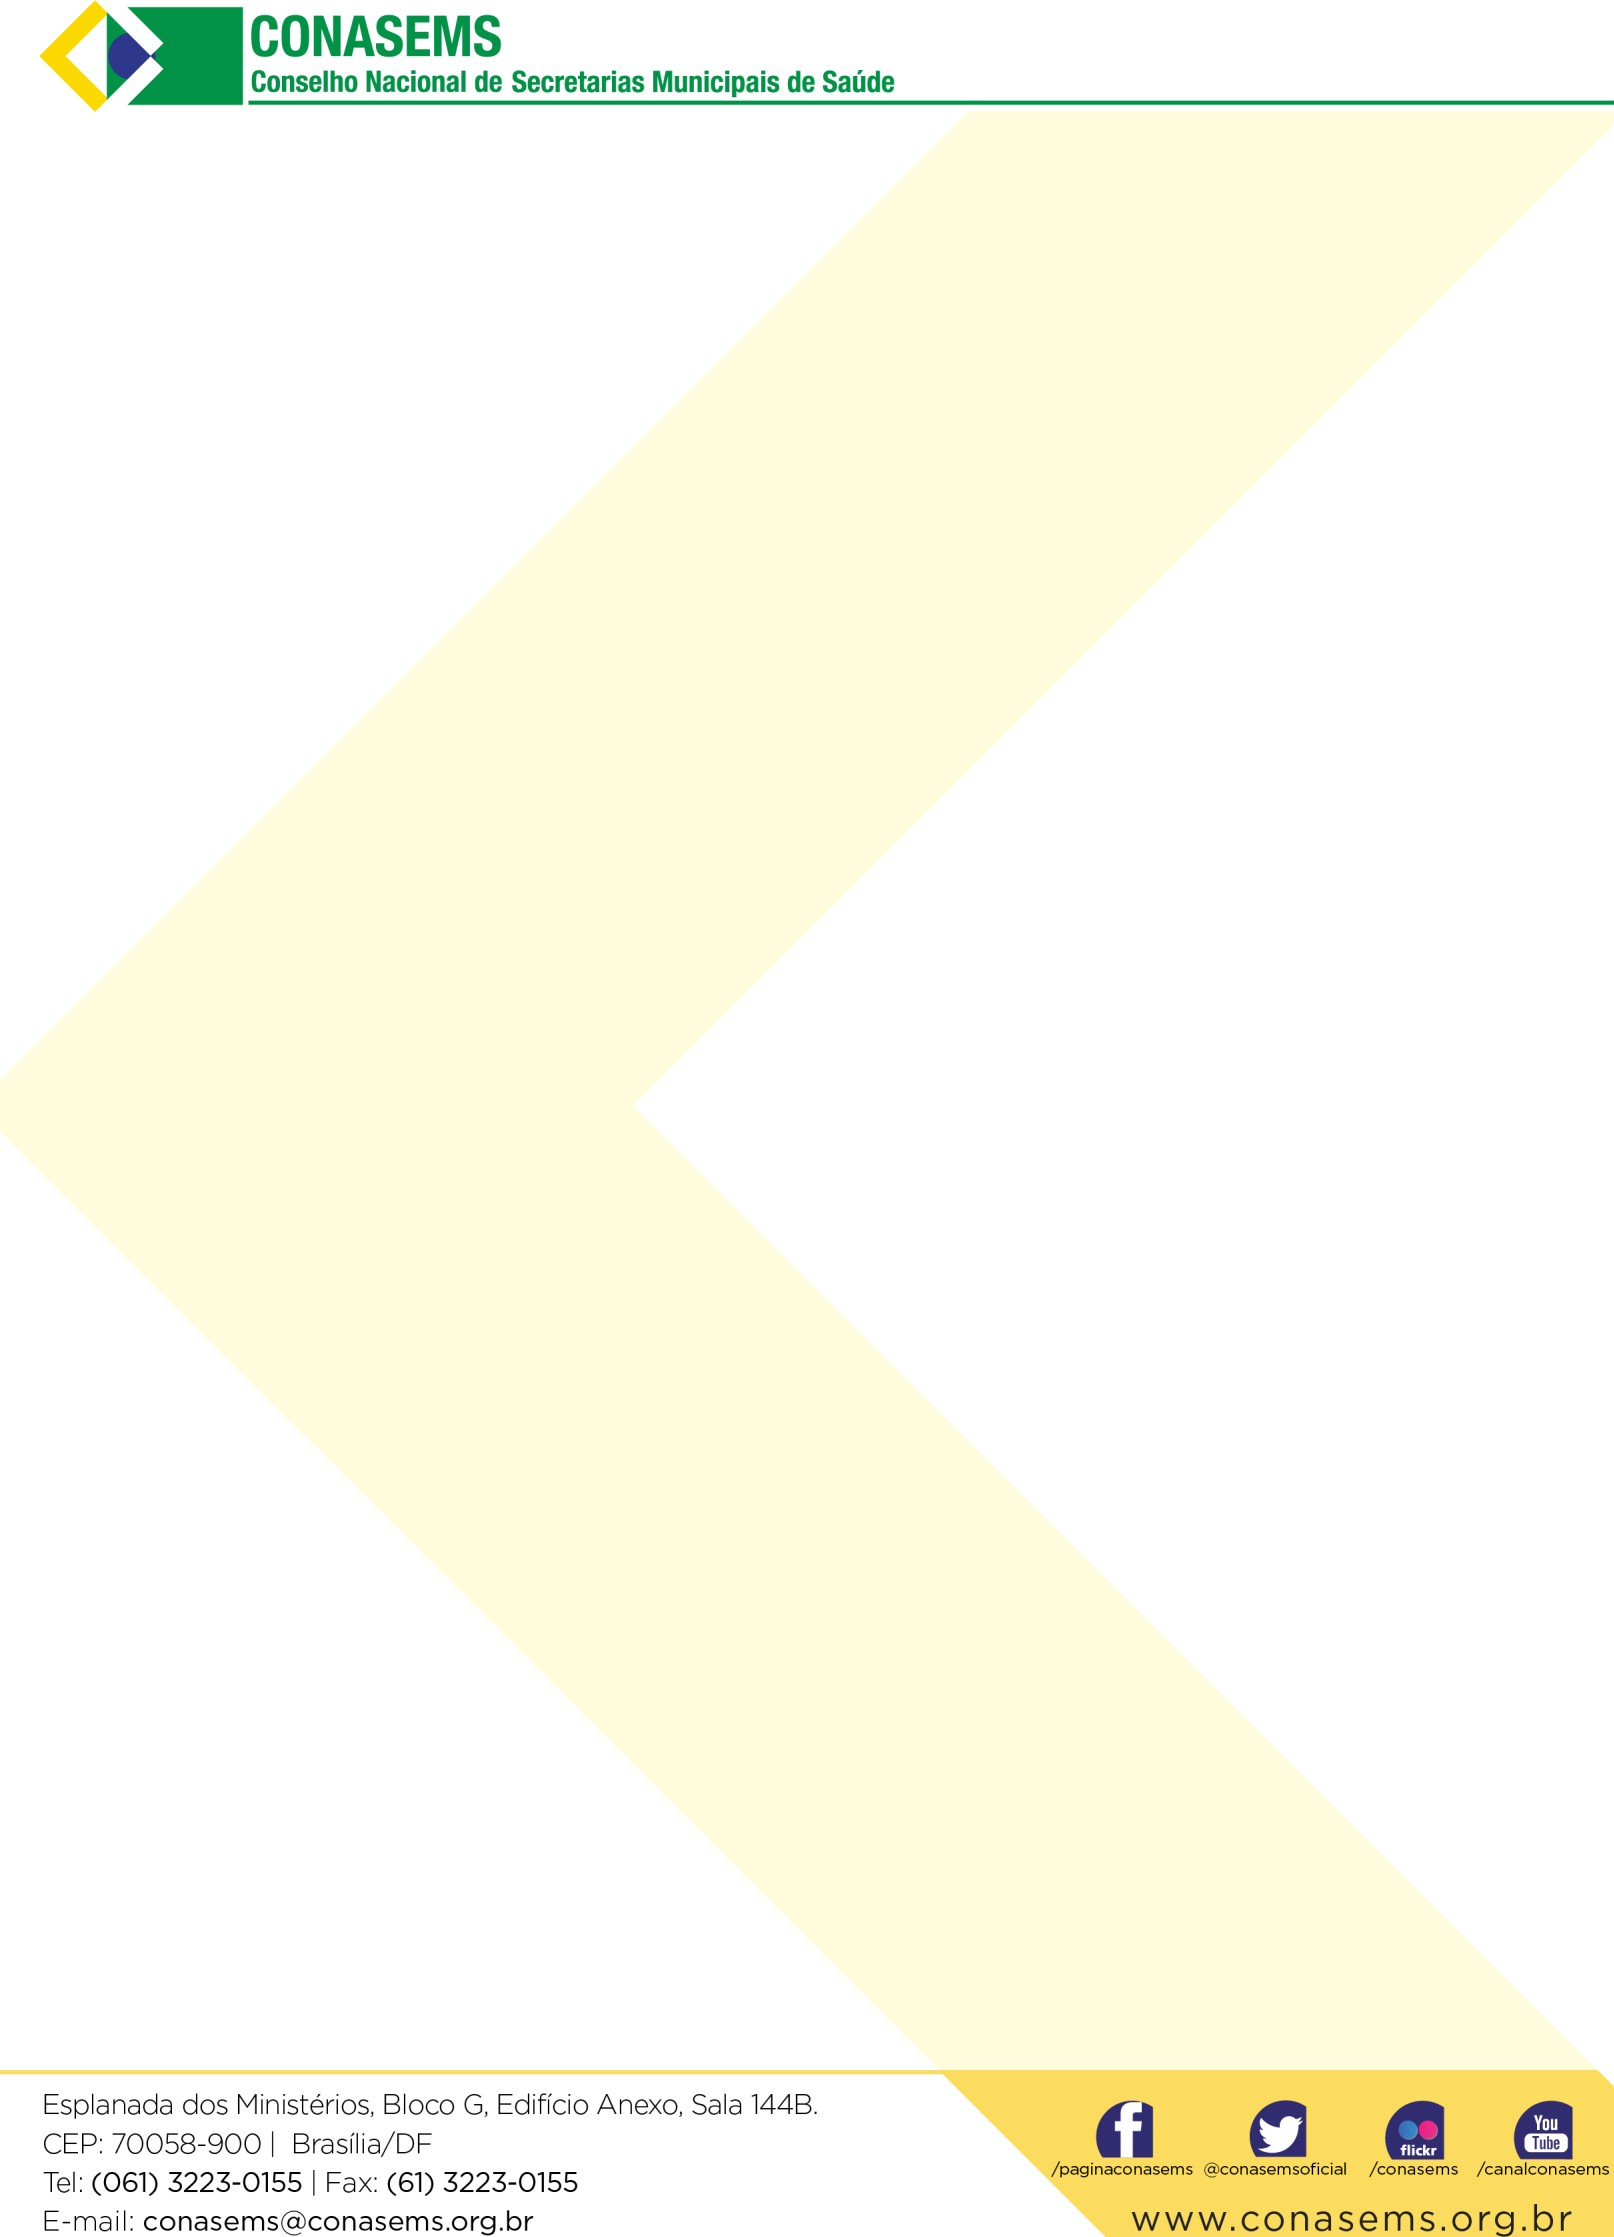 CONASEMS
Conselho Nacional de Secretarias Municipais de Saúde
Esplanada dos Ministérios, Bloco G, Edifício Anexo, Sala 144B.
CEP: 70058-900 | Brasília/DF
Tel: (061) 3223-0155 | Fax: (61) 3223-0155
E-mail: conasems@conasems.org.br
flickr
You
Tube
/paginaconasems @conasemsoficial /conasems /canalconasems
www.conasems.org.br